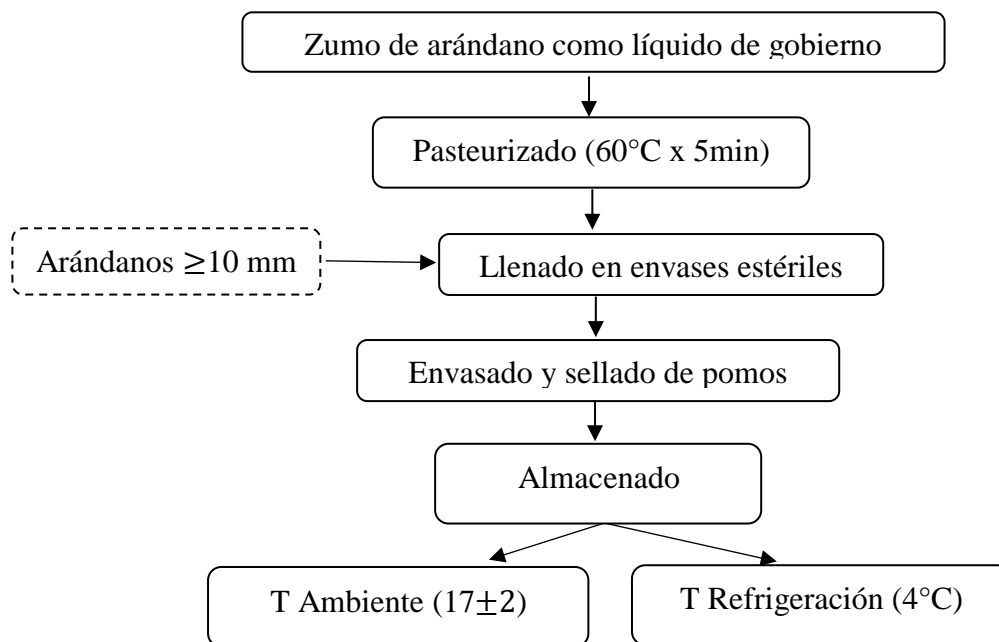 Zumo de arándano como líquido de gobierno
Pasteurizado (60°C x 5min)
Arándanos ≥10 mm
Llenado en envases estériles
Envasado y sellado de pomos
Almacenado
T Ambiente (17±2)
T Refrigeración (4°C)